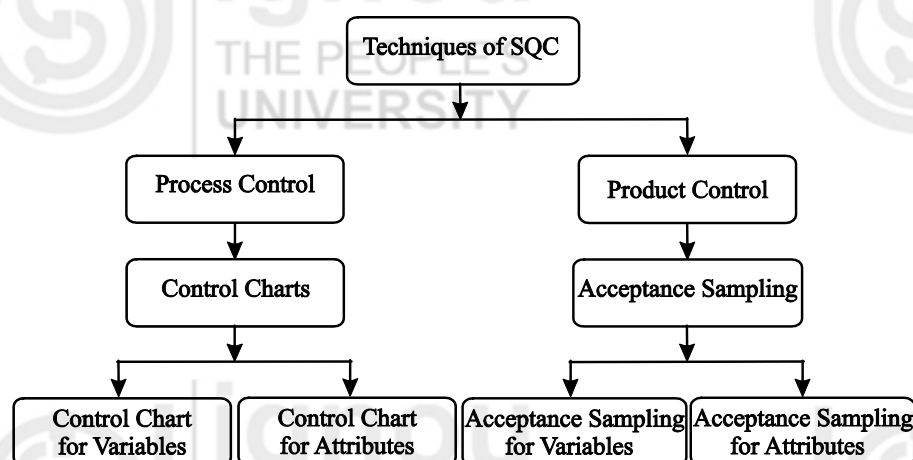 Techniques of SQC
THE PEOPLE'S
UNIVERSITY
Process Control
Product Control
Control Charts
Acceptance Sampling
Control Chart
for Variables
Control Chart
for Attributes
Acceptance Sampling
for Variables
Acceptance Sampling
for Attributes